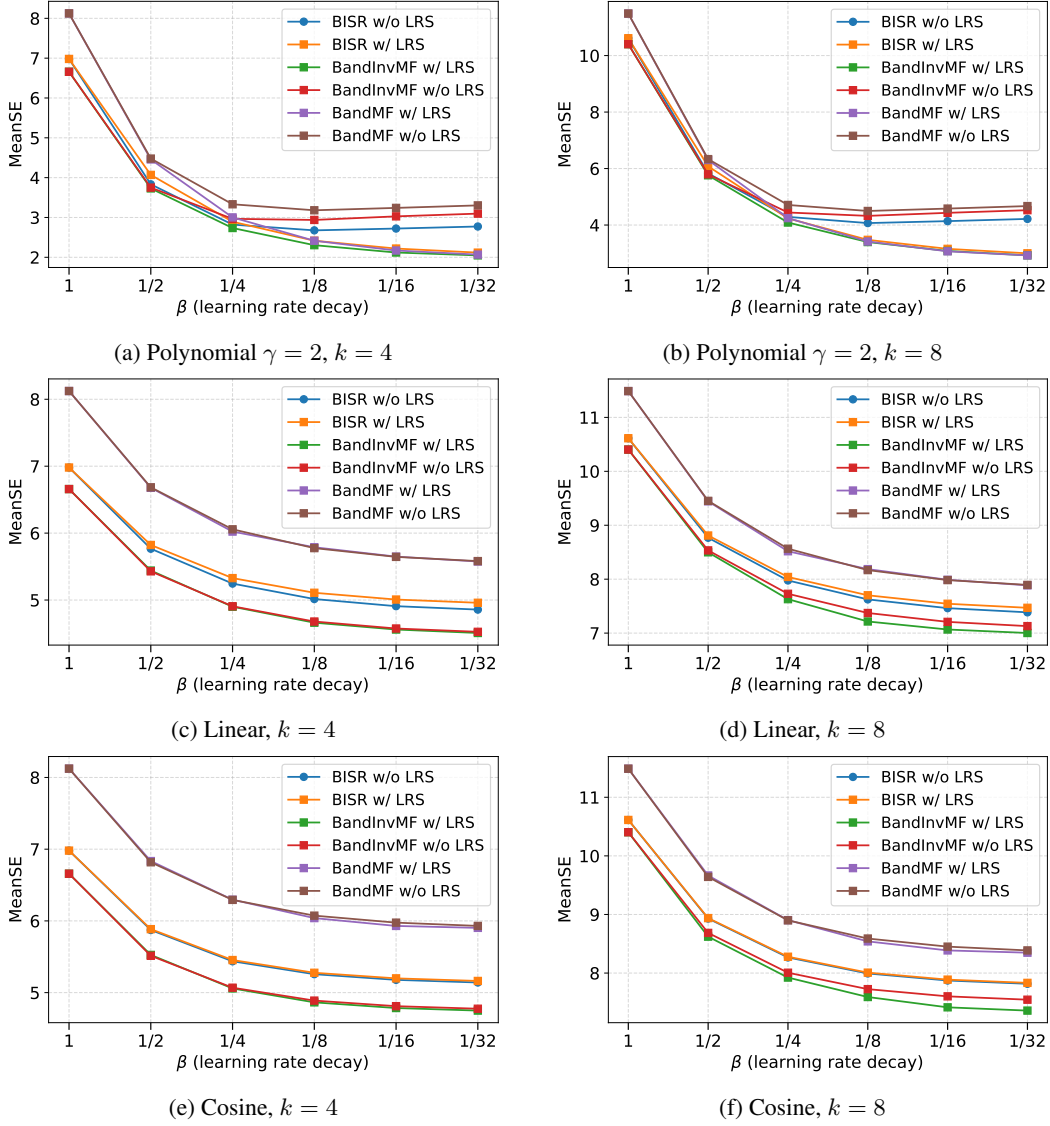 8
7
6
5
4
3
2
MeanSE
BISR w/o LRS
BISR w/ LRS
BandInvMF w/ LRS
BandInvMF w/o LRS
BandMF w/ LRS
BandMF w/o LRS
1 1/2 1/4 1/8 1/16 1/32
β (learning rate decay)
(a) Polynomial γ = 2, k = 4
10
8
6
4
MeanSE
BISR w/o LRS
BISR w/ LRS
BandInvMF w/ LRS
BandInvMF w/o LRS
BandMF w/ LRS
BandMF w/o LRS
1 1/2 1/4 1/8 1/16 1/32
β (learning rate decay)
(b) Polynomial γ = 2, k = 8
8
7
6
5
MeanSE
BISR w/o LRS
BISR w/ LRS
BandInvMF w/ LRS
BandInvMF w/o LRS
BandMF w/ LRS
BandMF w/o LRS
1 1/2 1/4 1/8 1/16 1/32
β (learning rate decay)
(c) Linear, k = 4
11
10
9
8
7
MeanSE
BISR w/o LRS
BISR w/ LRS
BandInvMF w/ LRS
BandInvMF w/o LRS
BandMF w/ LRS
BandMF w/o LRS
1 1/2 1/4 1/8 1/16 1/32
β (learning rate decay)
(d) Linear, k = 8
8
7
6
5
MeanSE
BISR w/o LRS
BISR w/ LRS
BandInvMF w/ LRS
BandInvMF w/o LRS
BandMF w/ LRS
BandMF w/o LRS
1 1/2 1/4 1/8 1/16 1/32
β (learning rate decay)
(e) Cosine, k = 4
11
10
9
8
MeanSE
BISR w/o LRS
BISR w/ LRS
BandInvMF w/ LRS
BandInvMF w/o LRS
BandMF w/ LRS
BandMF w/o LRS
1 1/2 1/4 1/8 1/16 1/32
β (learning rate decay)
(f) Cosine, k = 8